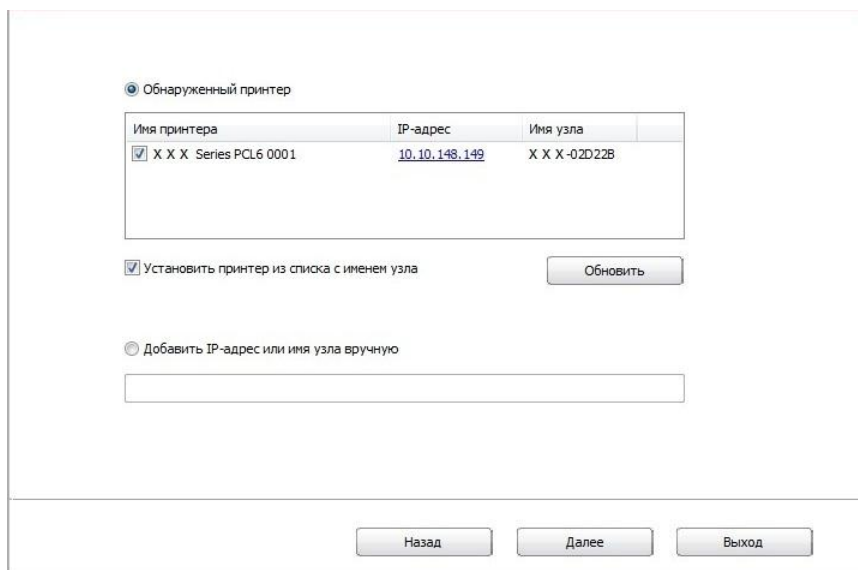 Обнаруженный принтер
Имя принтера IP-адрес Имя узла
X X X Series PCL6 0001 10.10.148.149 X X X-02D22B
Установить принтер из списка с именем узла Обновить
Добавить IP-адрес или имя узла вручную
Назад Далее Выход